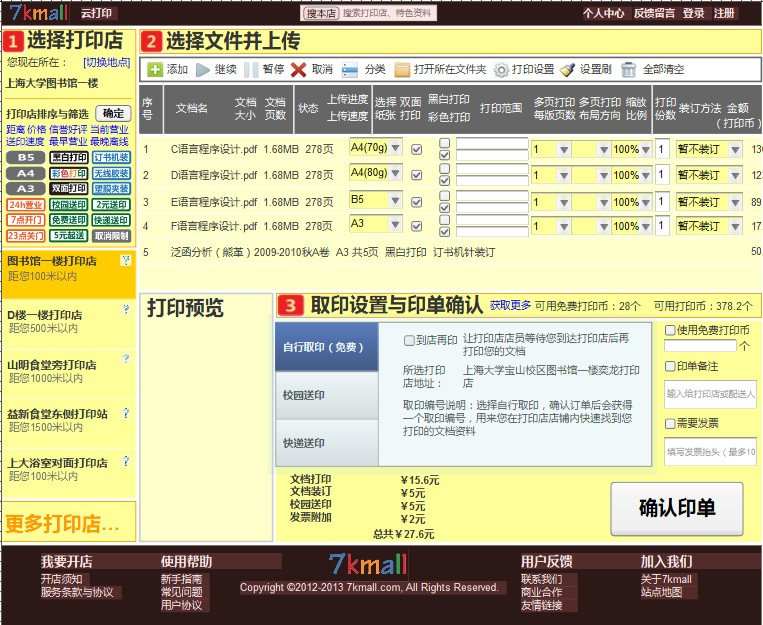 7kmall 云打印 搜本店 搜索打印店、特色资料 个人中心 反馈留言 登录 注册
1 选择打印店
您现在所在： [切换地点]
上海大学图书馆一楼
打印店排序与筛选 确定
距离 价格 信誉好评 当前营业
送印速度 最早营业 最晚离线
B5 黑白打印 订书机装
A4 彩色打印 无线胶装
A3 双面打印 塑膜夹装
24h营业 校园送印 2元送印
7点开门 免费送印 快递送印
23点关门 5元起送 取消限制
图书馆一楼打印店 ?
距您100米以内
D楼一楼打印店 ?
距您500米以内
山明食堂旁打印店 ?
距您1000米以内
益新食堂东侧打印站 ?
距您1500米以内
上大浴室对面打印店 ?
距您100米以内
更多打印店...
2 选择文件并上传
添加 继续 暂停 取消 分类 打开所在文件夹 打印设置 设置刷 全部清空
序号 文档名 文档大小 文档页数 状态 上传进度 上传速度 选择纸张 双面打印 黑白打印 彩色打印 打印范围 多页打印每版页数 多页打印布局方向 缩放比例 打印份数 装订方法 金额（打印币）
1 C语言程序设计.pdf 1.68MB 278页 A4(70g) 1 100% 1 暂不装订
2 D语言程序设计.pdf 1.68MB 278页 A4(80g) 1 100% 1 暂不装订
3 E语言程序设计.pdf 1.68MB 278页 B5 1 100% 1 暂不装订
4 F语言程序设计.pdf 1.68MB 278页 A3 1 100% 1 暂不装订
5 泛函分析（熊革）2009-2010秋A卷 A3 共5页 黑白打印 订书机针装订
打印预览
3 取印设置与印单确认 获取更多 可用免费打印币：28个 可用打印币：378.2个
自行取印（免费）
校园送印
快递送印
到店再印 让打印店店员等待您到达打印店后再
打印您的文档
所选打印店地址： 上海大学宝山校区图书馆一楼奕龙打印
店
取印编号说明：选择自行取印，确认订单后会获得
一个取印编号，用来您在打印店店铺内快速找到您
打印的文档资料
使用免费打印币
个
印单备注
输入给打印店或配送人
需要发票
填写发票抬头（最多10
文档打印 ￥15.6元
文档装订 ￥5元
校园送印 ￥5元
发票附加 ￥2元
总共￥27.6元
确认印单
我要开店
开店须知
服务条款与协议
使用帮助
新手指南
常见问题
用户协议
7kmall
Copyright ©2012-2013 7kmall.com, All Rights Reserved.
用户反馈
联系我们
商业合作
友情链接
加入我们
关于7kmall
站点地图